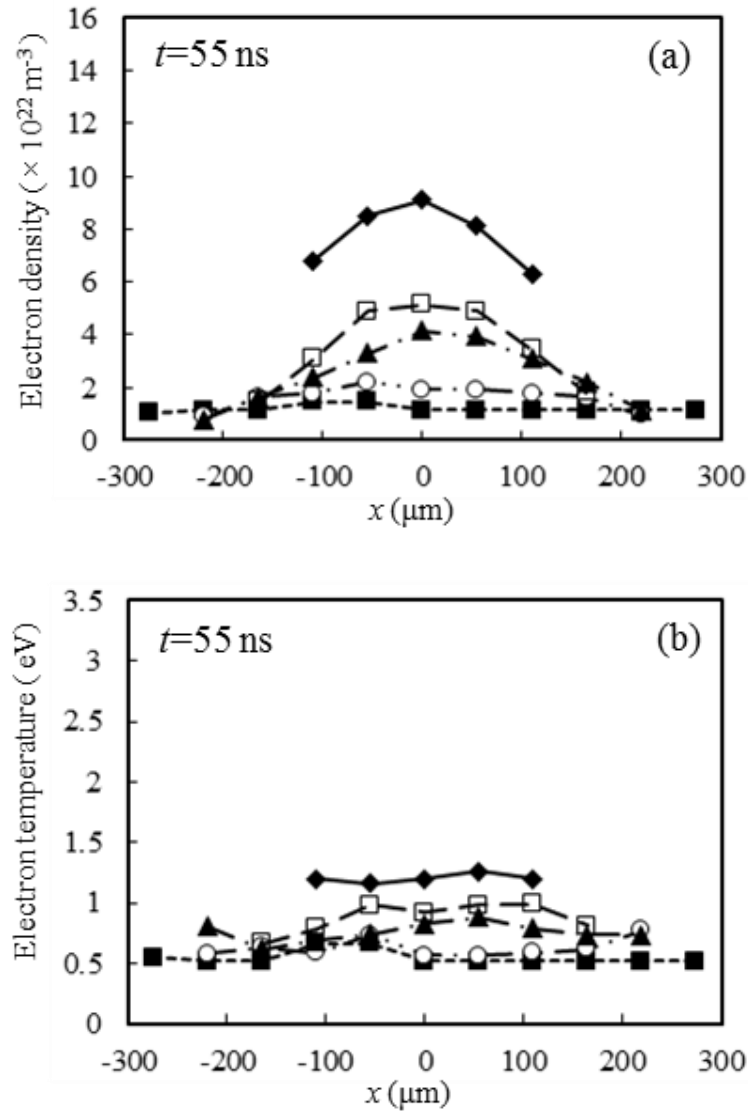 16
14
12
10
8
6
4
2
0
Electron density ( × 10²² m⁻³ )
t=55 ns
(a)
-300 -200 -100 0 100 200 300
x (μm)
3.5
3
2.5
2
1.5
1
0.5
0
Electron temperature ( eV)
t=55 ns
(b)
-300 -200 -100 0 100 200 300
x (μm)